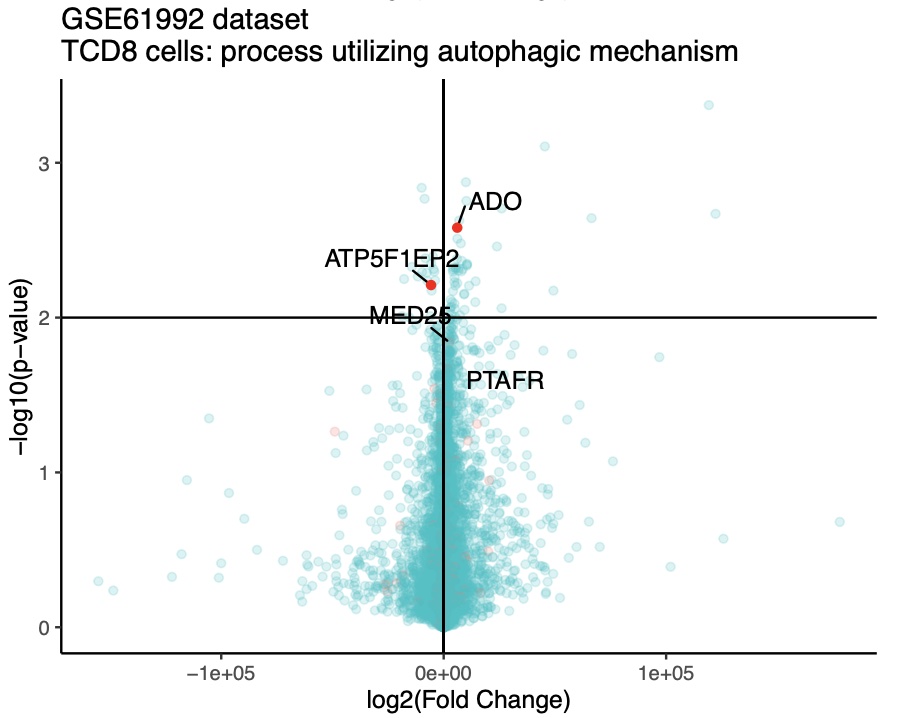 GSE61992 dataset
TCD8 cells: process utilizing autophagic mechanism
3
2
1
0
−log10(p−value)
ADO
ATP5F1EP2
MED25
PTAFR
−1e+05
0e+00
1e+05
log2(Fold Change)